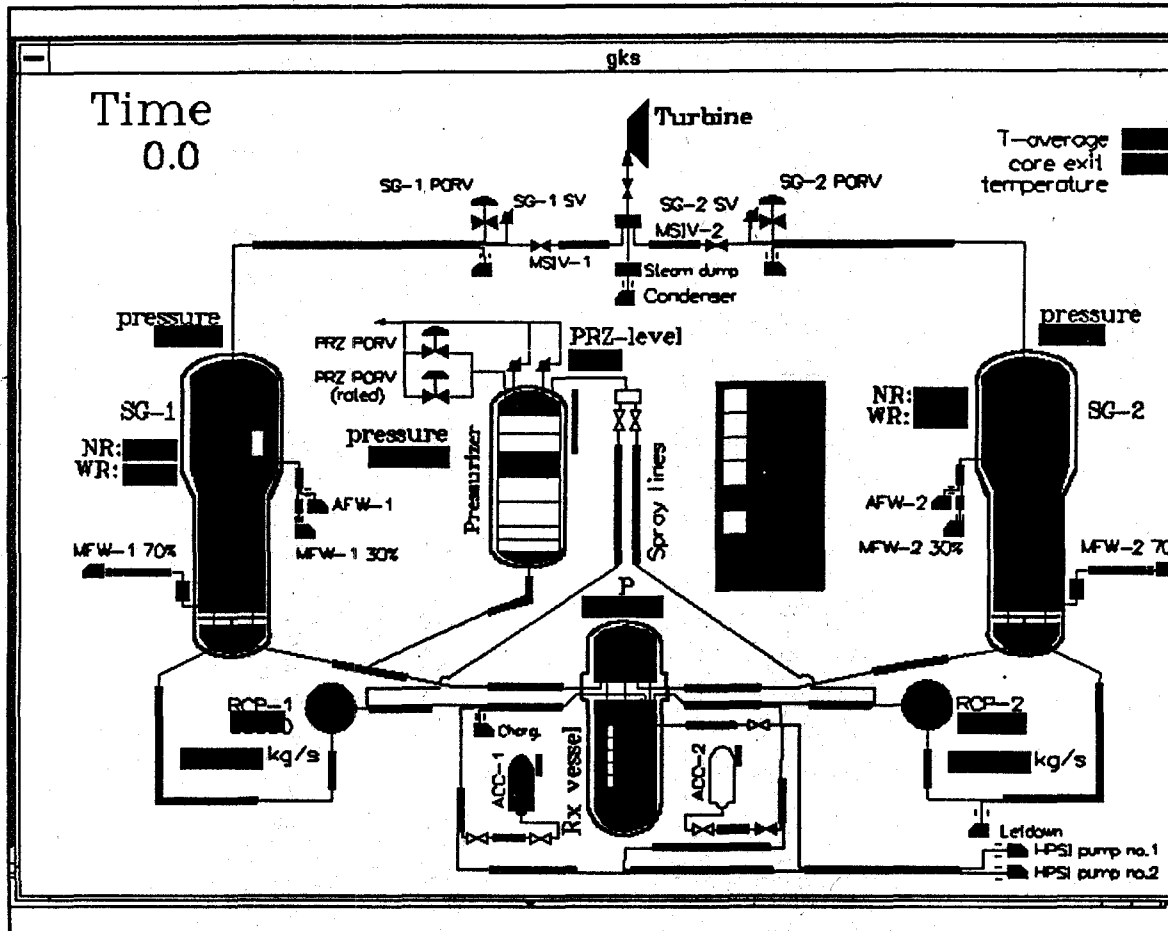 gks
Time
0.0
Turbine
T-average
core exit
temperature
SG-1 PORV
SG-1 SV
SG-2 SV
SG-2 PORV
MSIV-1
MSIV-2
Steam dump
Condenser
pressure
pressure
PRZ PORV
PRZ PORV
(rated)
PRZ-level
SG-1
NR:
WR:
pressure
Pressurizer
Spray lines
NR:
WR:
SG-2
AFW-1
MFW-1 30%
MFW-1 70%
AFW-2
MFW-2 30%
MFW-2 70
P
RCP-1
kg/s
Charg.
ACC-1
Rx vessel
ACC-2
RCP-2
kg/s
Letdown
HPSI pump no.1
HPSI pump no.2